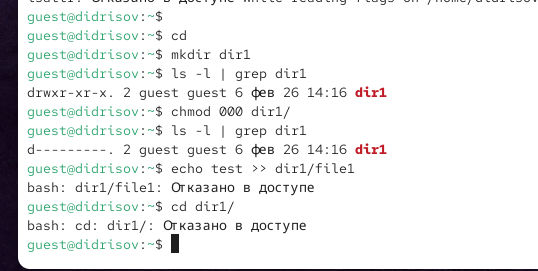 guest@didrisov:~$
guest@didrisov:~$ cd
guest@didrisov:~$ mkdir dir1
guest@didrisov:~$ ls -l | grep dir1
drwxr-xr-x. 2 guest guest 6 фев 26 14:16 dir1
guest@didrisov:~$ chmod 000 dir1/
guest@didrisov:~$ ls -l | grep dir1
d---------. 2 guest guest 6 фев 26 14:16 dir1
guest@didrisov:~$ echo test >> dir1/file1
bash: dir1/file1: Отказано в доступе
guest@didrisov:~$ cd dir1/
bash: cd: dir1/: Отказано в доступе
guest@didrisov:~$